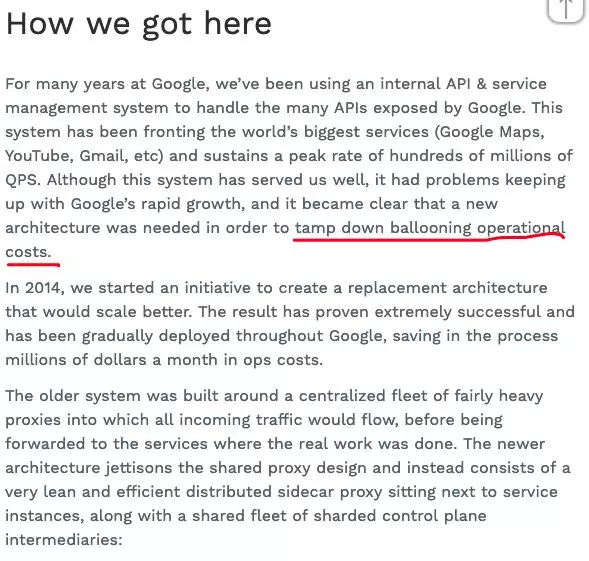 How we got here
For many years at Google, we’ve been using an internal API & service
management system to handle the many APIs exposed by Google. This
system has been fronting the world’s biggest services (Google Maps,
YouTube, Gmail, etc) and sustains a peak rate of hundreds of millions of
QPS. Although this system has served us well, it had problems keeping
up with Google’s rapid growth, and it became clear that a new
architecture was needed in order to tamp down ballooning operational
costs.
In 2014, we started an initiative to create a replacement architecture
that would scale better. The result has proven extremely successful and
has been gradually deployed throughout Google, saving in the process
millions of dollars a month in ops costs.
The older system was built around a centralized fleet of fairly heavy
proxies into which all incoming traffic would flow, before being
forwarded to the services where the real work was done. The newer
architecture jettisons the shared proxy design and instead consists of a
very lean and efficient distributed sidecar proxy sitting next to service
instances, along with a shared fleet of sharded control plane
intermediaries: